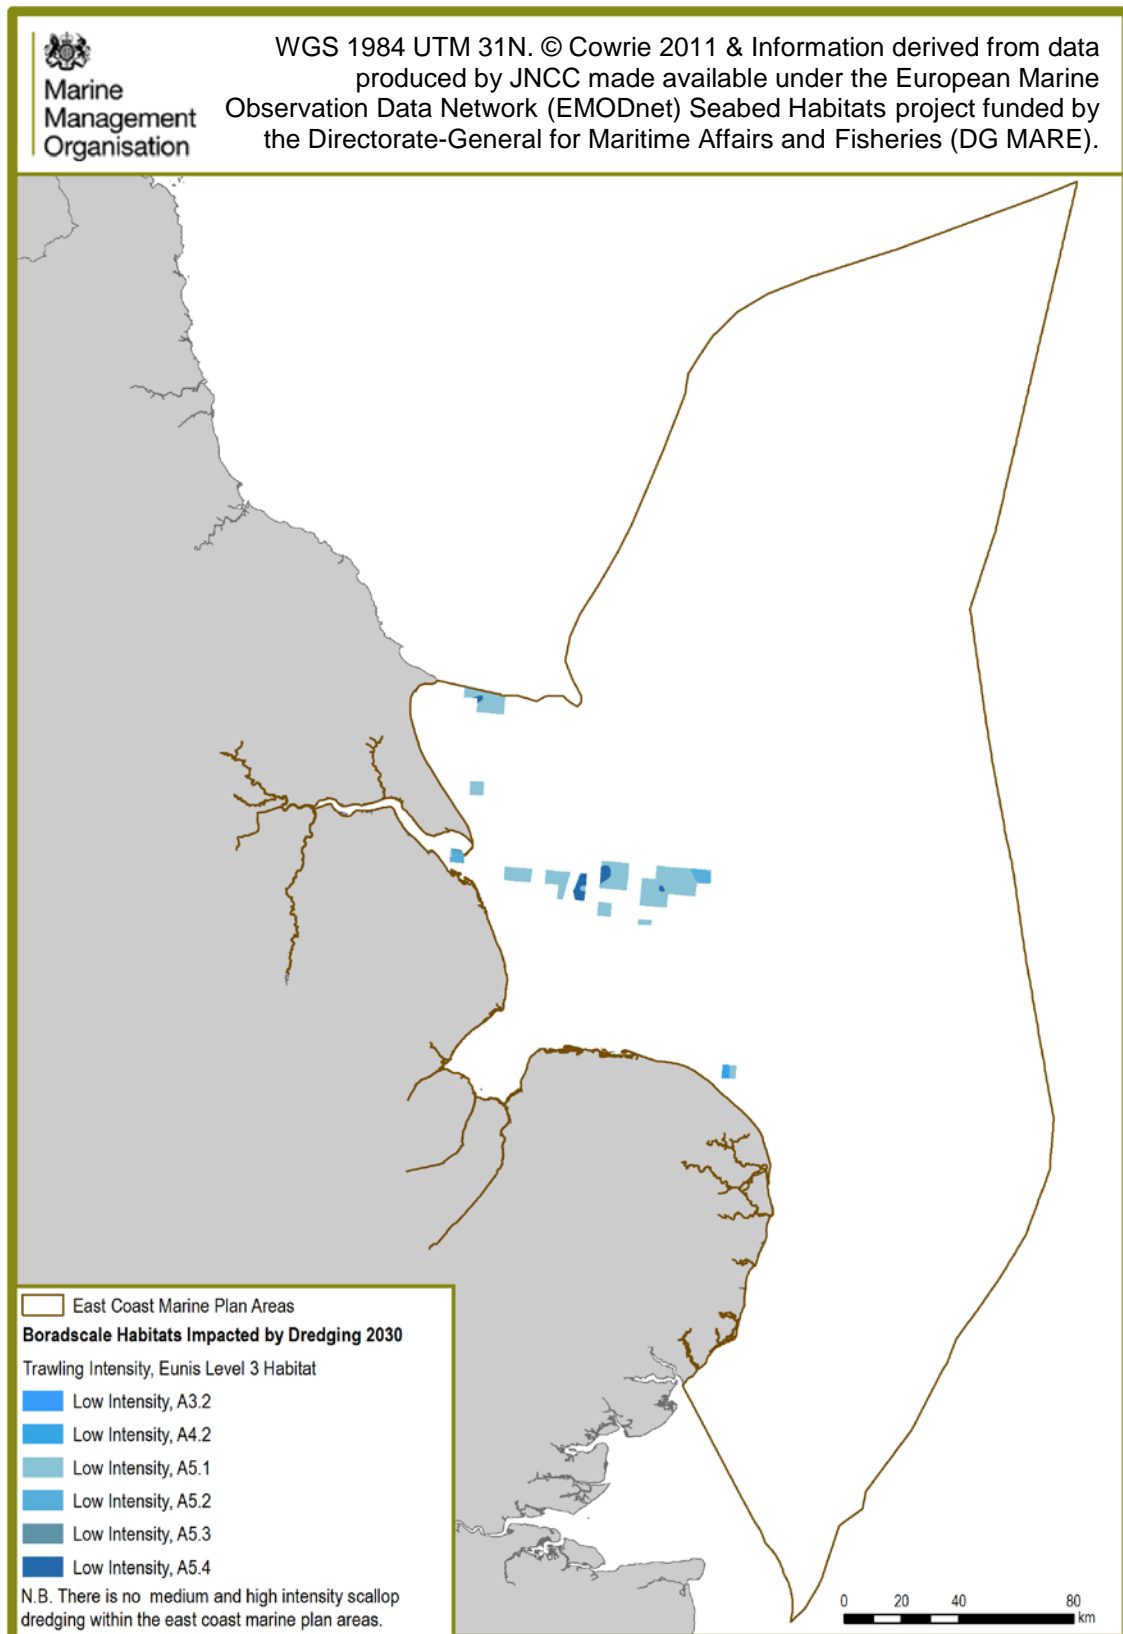 Marine
Management
Organisation
WGS 1984 UTM 31N. © Cowrie 2011 & Information derived from data
produced by JNCC made available under the European Marine
Observation Data Network (EMODnet) Seabed Habitats project funded by
the Directorate-General for Maritime Affairs and Fisheries (DG MARE).
East Coast Marine Plan Areas
Boradscale Habitats Impacted by Dredging 2030
Trawling Intensity, Eunis Level 3 Habitat
Low Intensity, A3.2
Low Intensity, A4.2
Low Intensity, A5.1
Low Intensity, A5.2
Low Intensity, A5.3
Low Intensity, A5.4
N.B. There is no medium and high intensity scallop
dredging within the east coast marine plan areas.
0 20 40 80
km